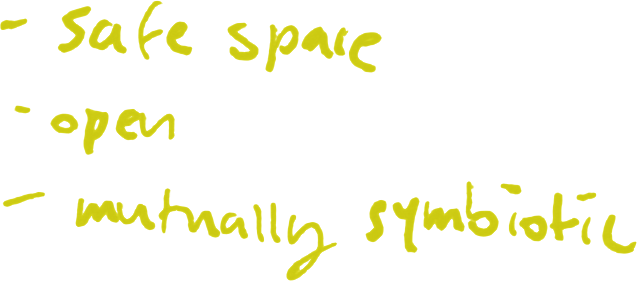 - safe space
- open
- mutually symbiotic